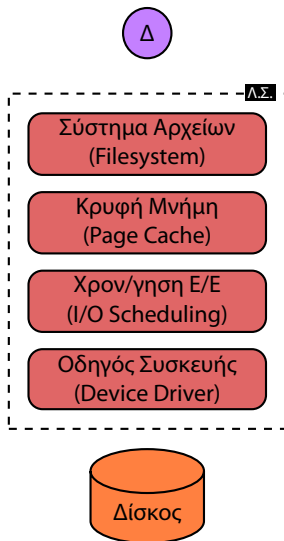 Δ
Λ.Σ.
Σύστημα Αρχείων
(Filesystem)
Κρυφή Μνήμη
(Page Cache)
Χρον/γηση Ε/Ε
(I/O Scheduling)
Οδηγός Συσκευής
(Device Driver)
Δίσκος